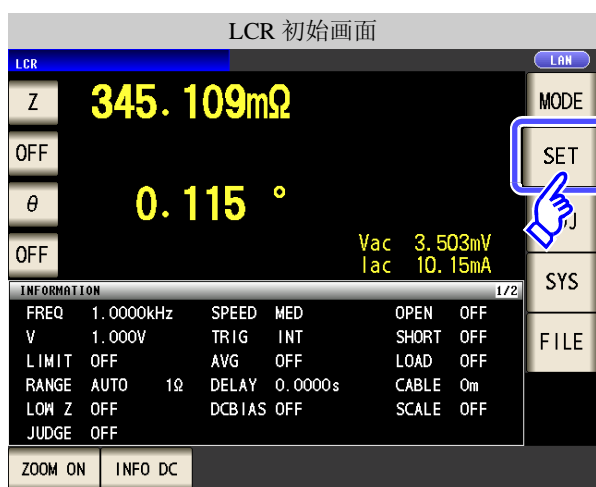 LCR 初始画面
LCR
LAN
Z
345.109mΩ
MODE
OFF
SET
θ
0.115 °
J
OFF
Vac 3.503mV
Iac 10.15mA
SYS
INFORMATION 1/2
FREQ 1.0000kHz SPEED MED OPEN OFF
V 1.000V TRIG INT SHORT OFF
FILE
LIMIT OFF AVG OFF LOAD OFF
RANGE AUTO 1Ω DELAY 0.0000s CABLE 0m
LOW Z OFF DCBIAS OFF SCALE OFF
JUDGE OFF
ZOOM ON INFO DC